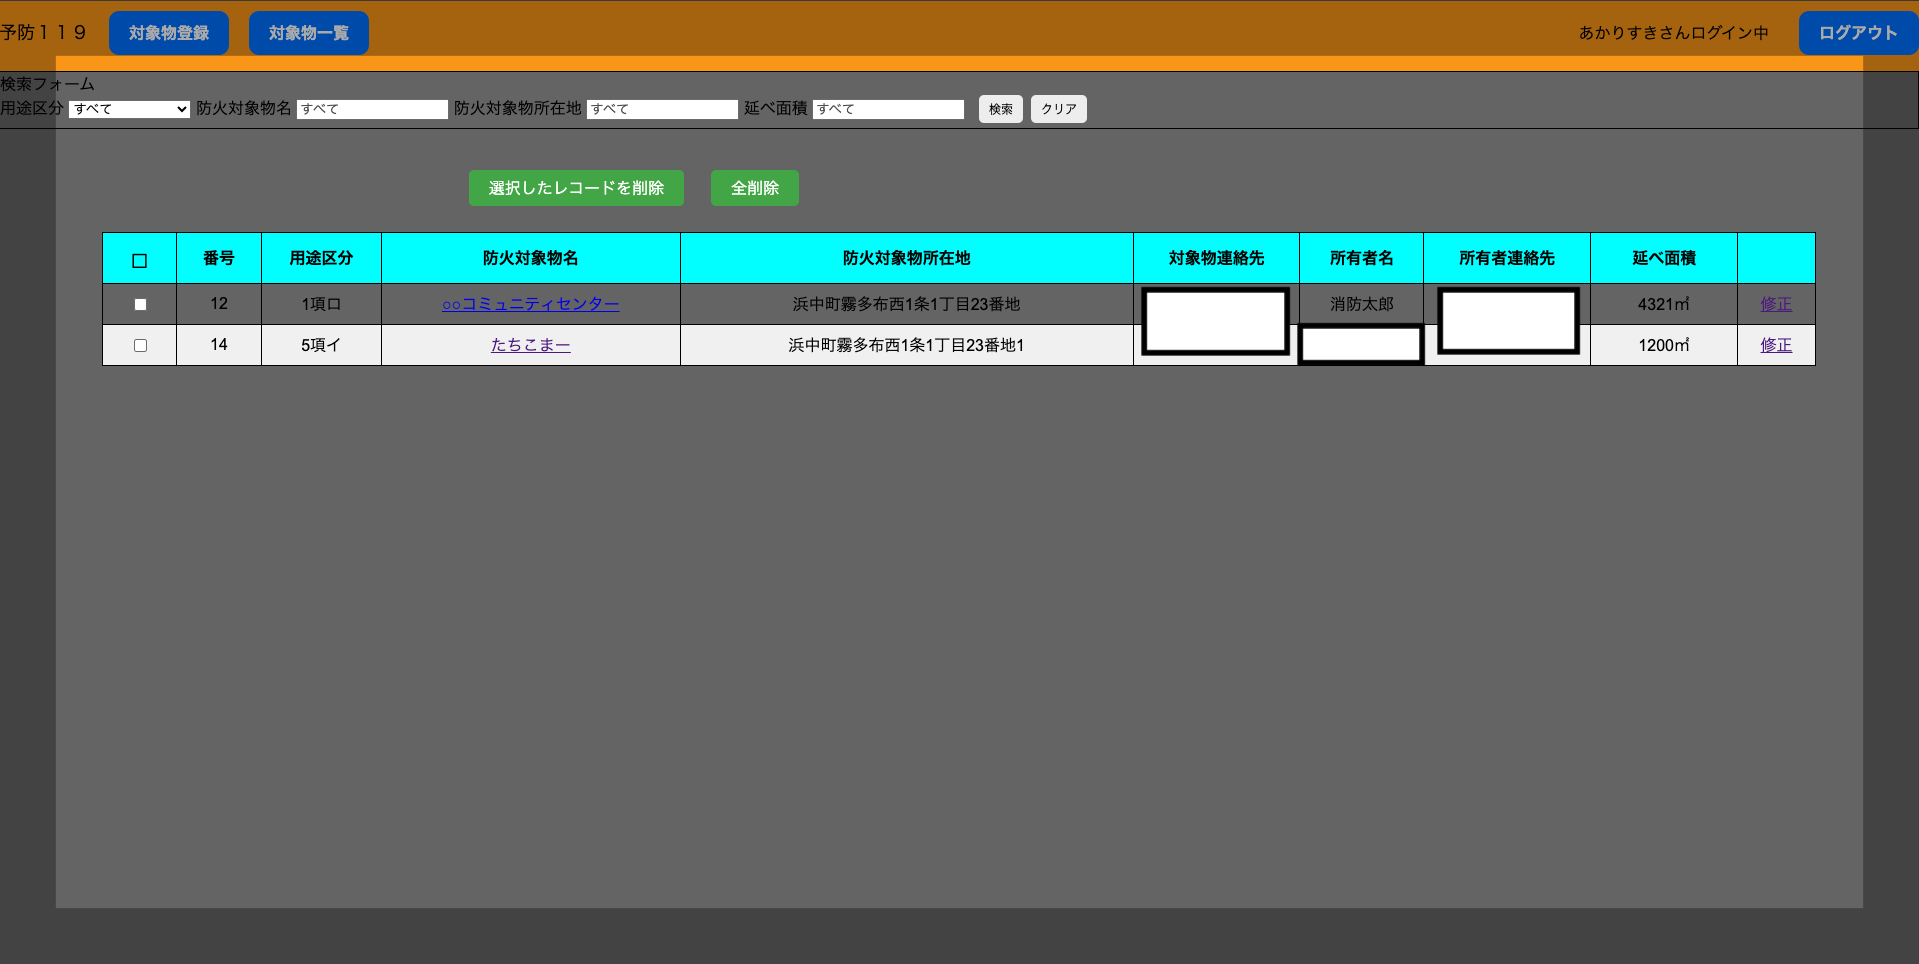 予防１１９ 対象物登録 対象物一覧 あかりすきさんログイン中 ログアウト
検索フォーム
用途区分 すべて 防火対象物名 すべて 防火対象物所在地 すべて 延べ面積 すべて 検索 クリア
選択したレコードを削除 全削除
番号 用途区分 防火対象物名 防火対象物所在地 対象物連絡先 所有者名 所有者連絡先 延べ面積
12 1項ロ ○○コミュニティセンター 浜中町霧多布西1条1丁目23番地 消防太郎 4321㎡ 修正
14 5項イ たちこまー 浜中町霧多布西1条1丁目23番地1 1200㎡ 修正